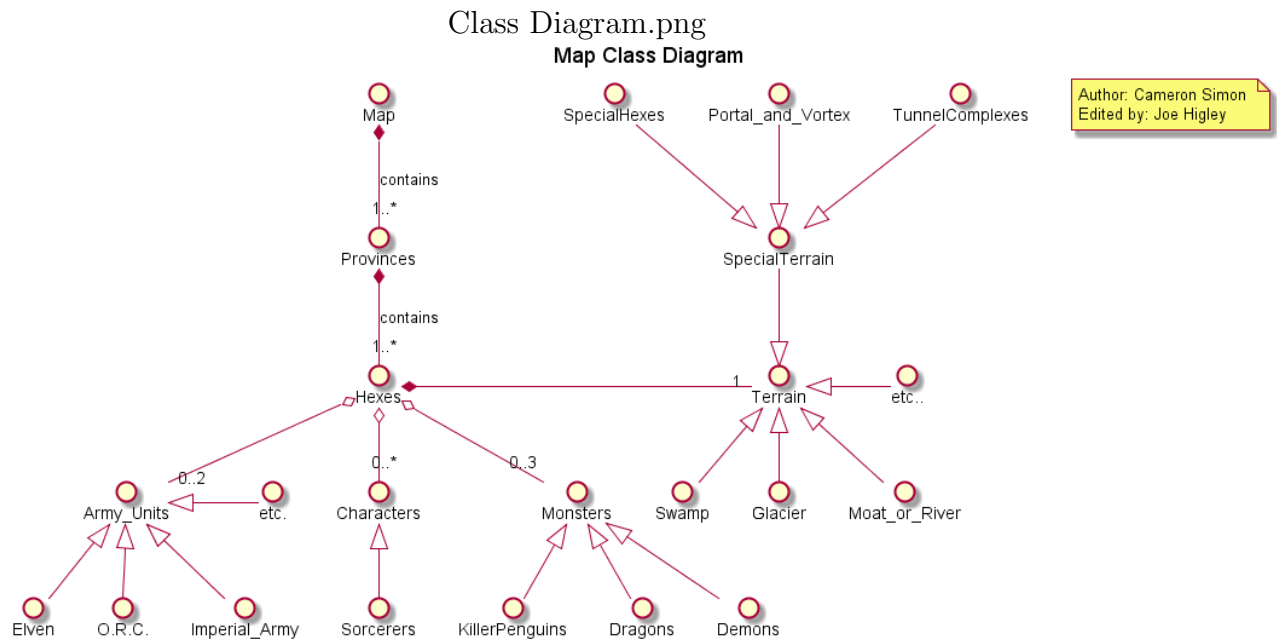 Class Diagram.png
Map Class Diagram
Author: Cameron Simon
Edited by: Joe Higley
Map
SpecialHexes
Portal_and_Vortex
TunnelComplexes
contains
1..*
Provinces
SpecialTerrain
contains
1..*
Hexes
1
Terrain
etc..
0..2
0..*
0..3
Army_Units
etc.
Characters
Monsters
Swamp
Glacier
Moat_or_River
Elven
O.R.C.
Imperial_Army
Sorcerers
KillerPenguins
Dragons
Demons